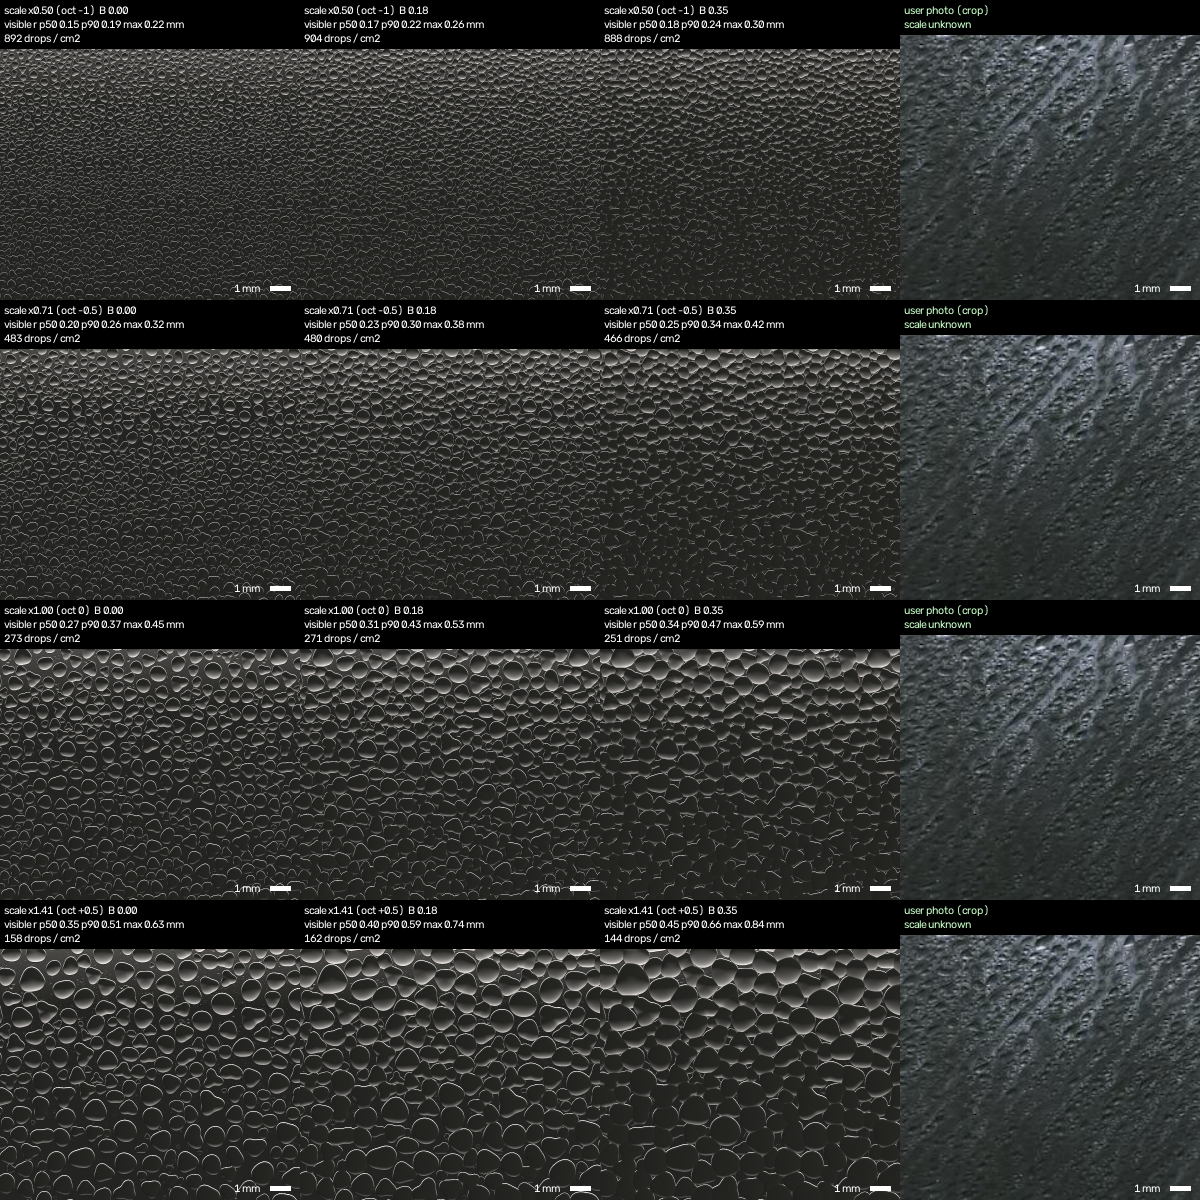 scale x0.50 (oct -1) B 0.00
visible r p50 0.15 p90 0.19 max 0.22 mm
892 drops / cm2
1 mm
scale x0.50 (oct -1) B 0.18
visible r p50 0.17 p90 0.22 max 0.26 mm
904 drops / cm2
1 mm
scale x0.50 (oct -1) B 0.35
visible r p50 0.18 p90 0.24 max 0.30 mm
888 drops / cm2
1 mm
user photo (crop)
scale unknown
1 mm
scale x0.71 (oct -0.5) B 0.00
visible r p50 0.20 p90 0.26 max 0.32 mm
483 drops / cm2
1 mm
scale x0.71 (oct -0.5) B 0.18
visible r p50 0.23 p90 0.30 max 0.38 mm
480 drops / cm2
1 mm
scale x0.71 (oct -0.5) B 0.35
visible r p50 0.25 p90 0.34 max 0.42 mm
466 drops / cm2
1 mm
user photo (crop)
scale unknown
1 mm
scale x1.00 (oct 0) B 0.00
visible r p50 0.27 p90 0.37 max 0.45 mm
273 drops / cm2
1 mm
scale x1.00 (oct 0) B 0.18
visible r p50 0.31 p90 0.43 max 0.53 mm
271 drops / cm2
1 mm
scale x1.00 (oct 0) B 0.35
visible r p50 0.34 p90 0.47 max 0.59 mm
251 drops / cm2
1 mm
user photo (crop)
scale unknown
1 mm
scale x1.41 (oct +0.5) B 0.00
visible r p50 0.35 p90 0.51 max 0.63 mm
158 drops / cm2
1 mm
scale x1.41 (oct +0.5) B 0.18
visible r p50 0.40 p90 0.59 max 0.74 mm
162 drops / cm2
1 mm
scale x1.41 (oct +0.5) B 0.35
visible r p50 0.45 p90 0.66 max 0.84 mm
144 drops / cm2
1 mm
user photo (crop)
scale unknown
1 mm